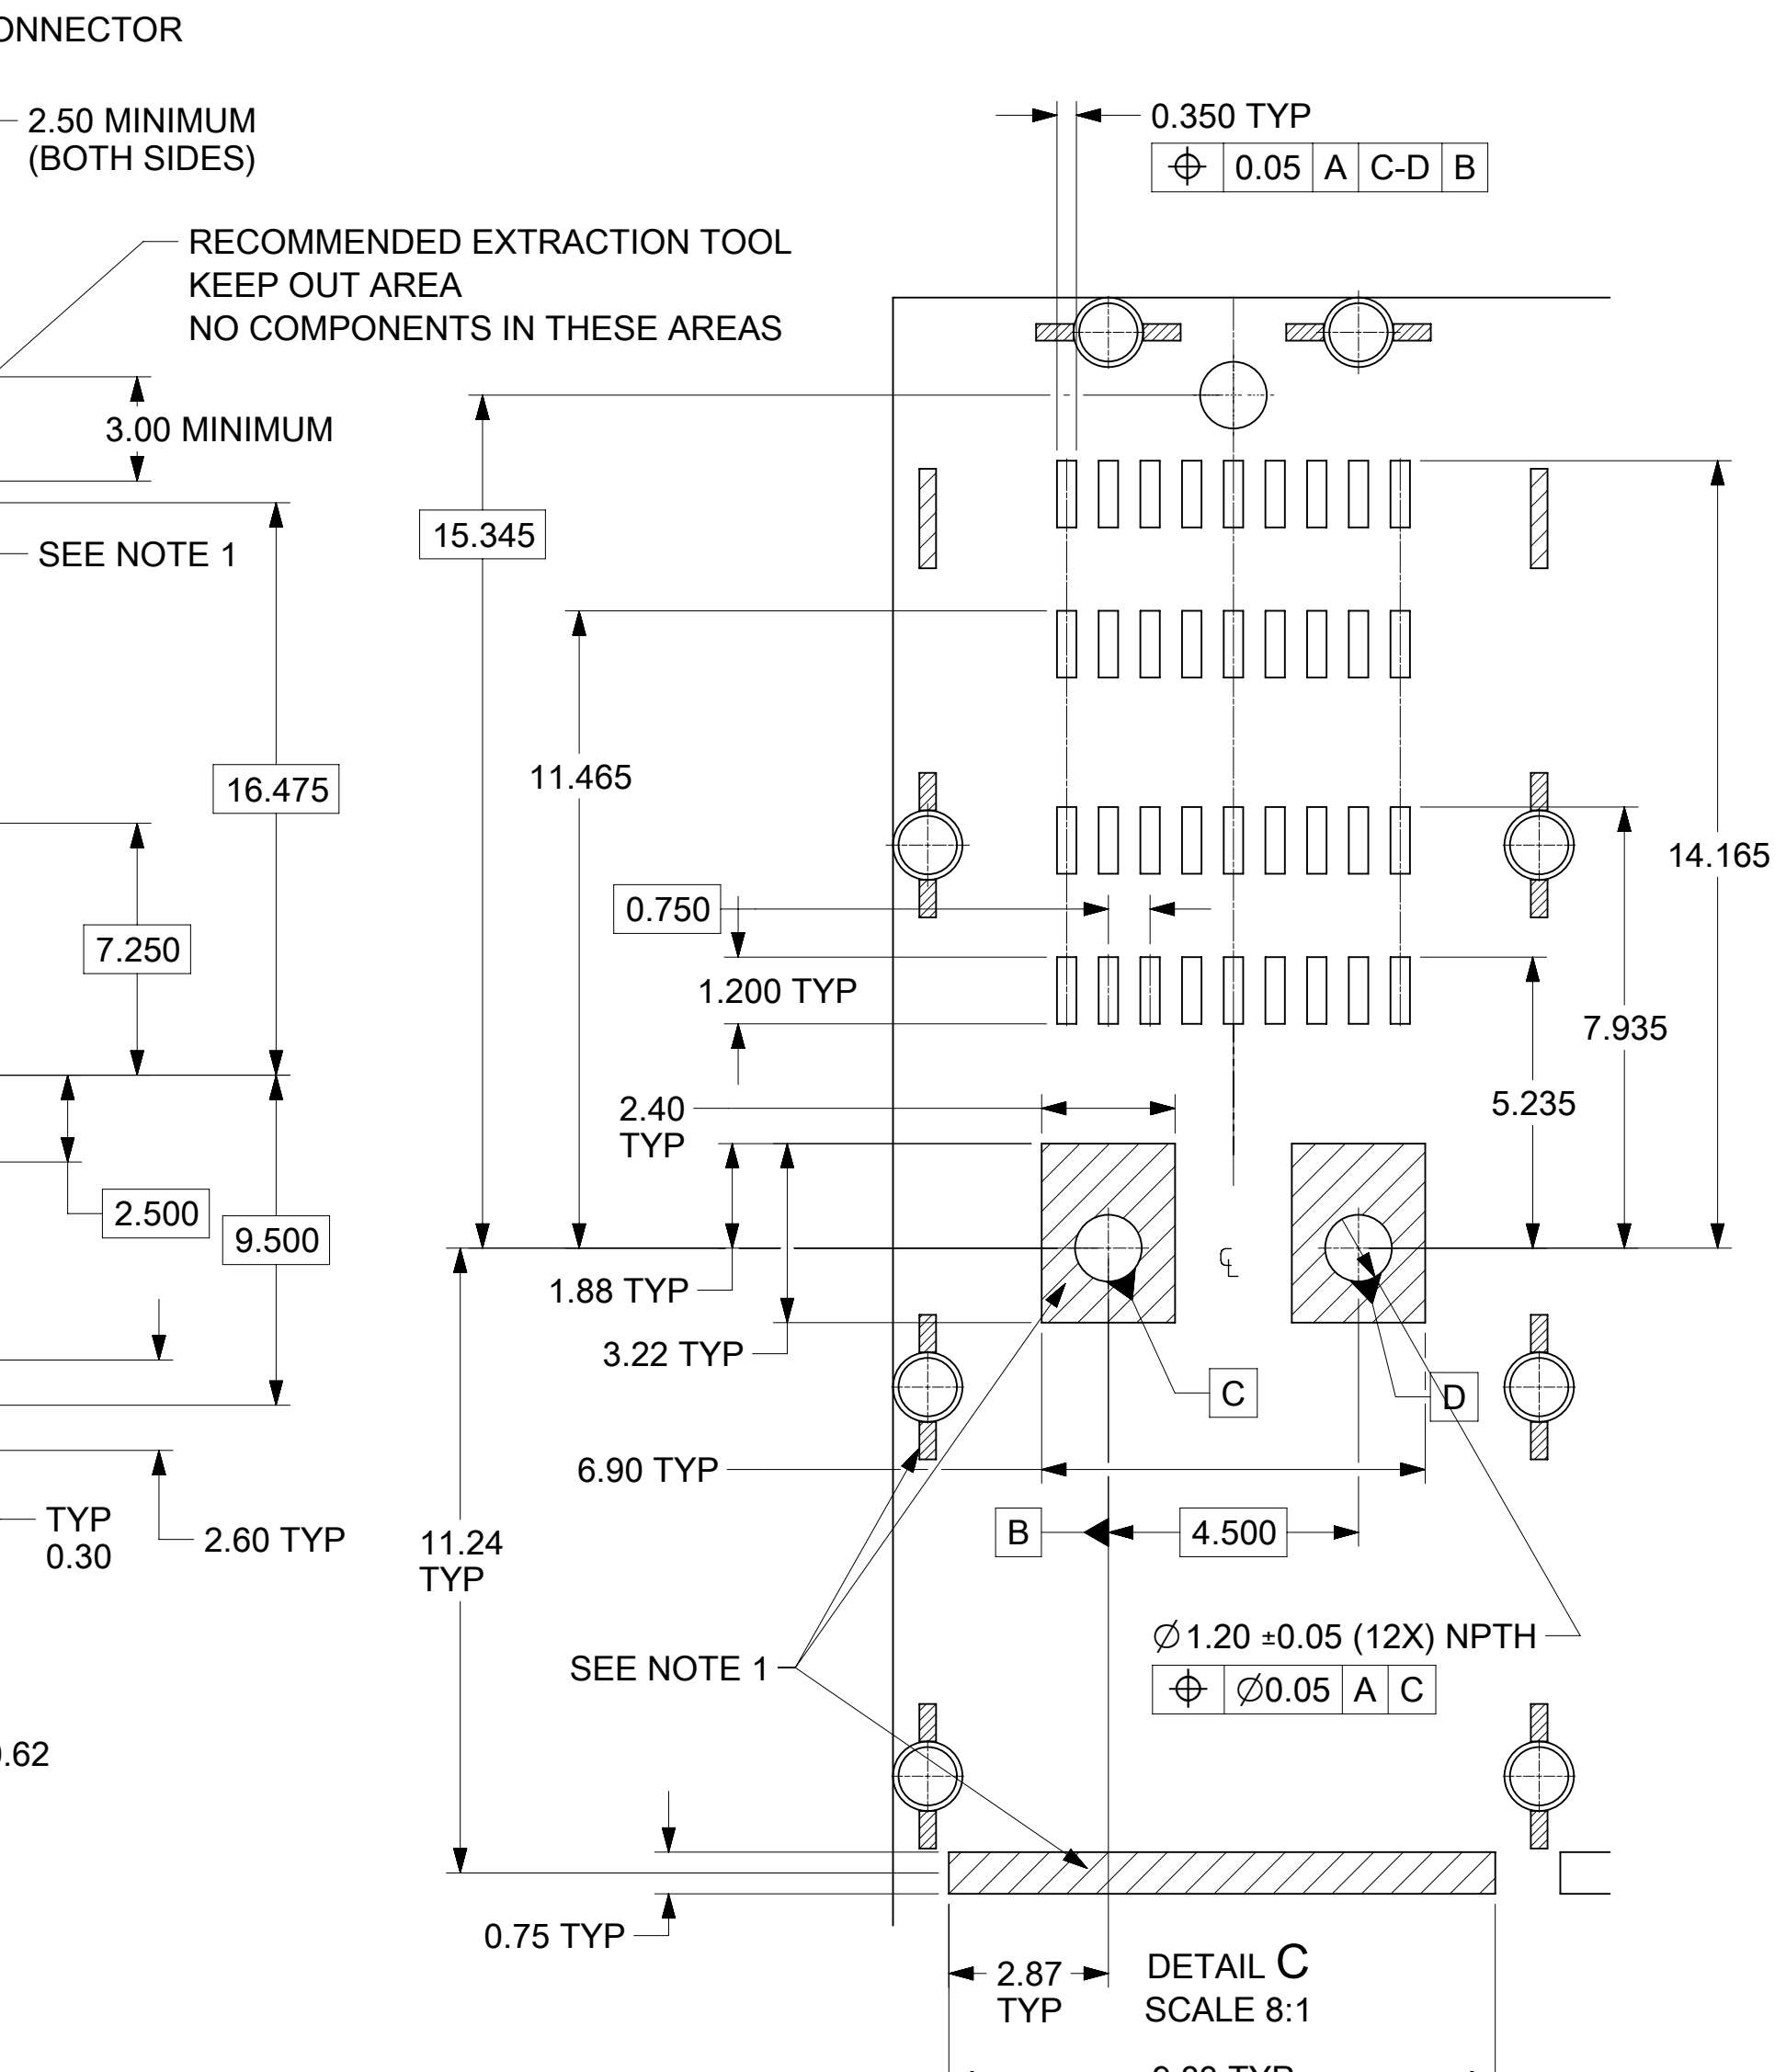 ONNECTOR
2.50 MINIMUM
(BOTH SIDES)
0.350 TYP
⌖ 0.05 A C-D B
RECOMMENDED EXTRACTION TOOL
KEEP OUT AREA
NO COMPONENTS IN THESE AREAS
3.00 MINIMUM
15.345
SEE NOTE 1
11.465
16.475
14.165
0.750
7.250
1.200 TYP
7.935
2.40
TYP
5.235
2.500
9.500
℄
1.88 TYP
3.22 TYP
C
D
6.90 TYP
TYP
0.30
2.60 TYP
11.24
TYP
B
4.500
∅1.20 ±0.05 (12X) NPTH
⌖ ∅0.05 A C
SEE NOTE 1
.62
0.75 TYP
2.87
TYP
DETAIL C
SCALE 8:1
TYP